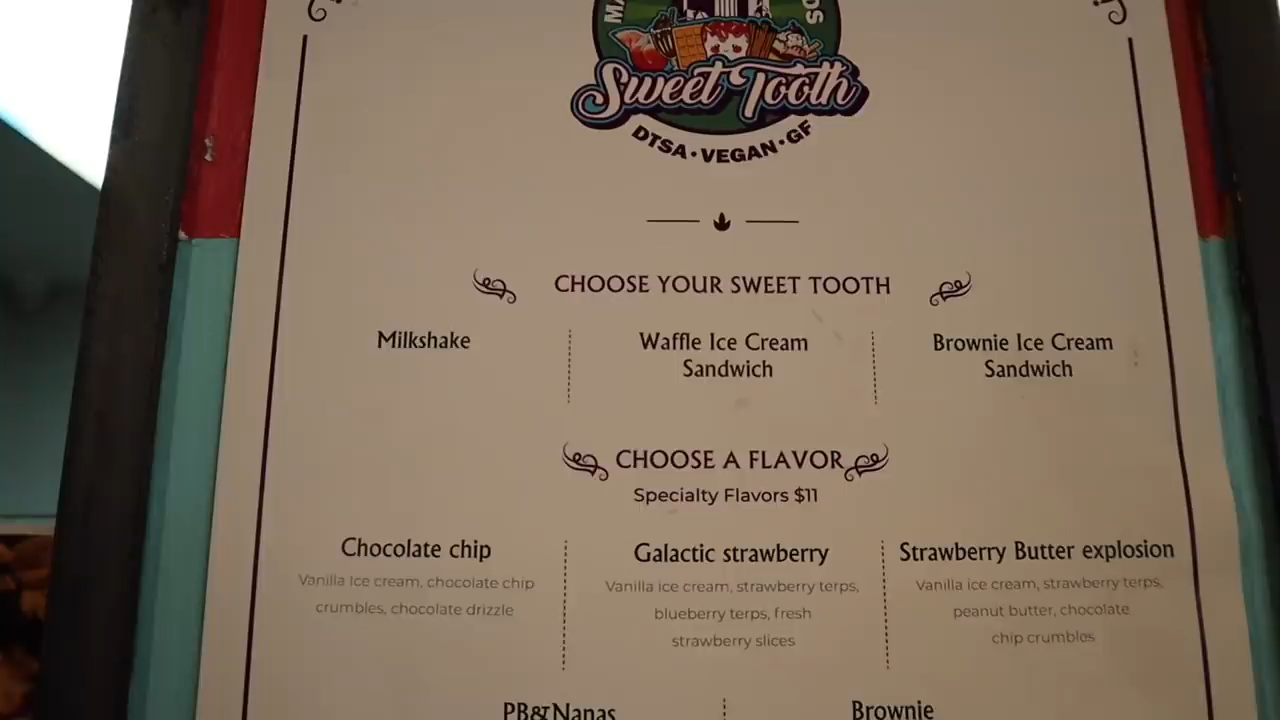 Sweet Tooth
DTSA • VEGAN • GF
CHOOSE YOUR SWEET TOOTH
Milkshake
Waffle Ice Cream
Sandwich
Brownie Ice Cream
Sandwich
CHOOSE A FLAVOR
Specialty Flavors $11
Chocolate chip
Vanilla Ice cream, chocolate chip
crumbles, chocolate drizzle
Galactic strawberry
Vanilla ice cream, strawberry terps,
blueberry terps, fresh
strawberry slices
Strawberry Butter explosion
Vanilla ice cream, strawberry terps,
peanut butter, chocolate
chip crumbles
PB&Nanas
Brownie